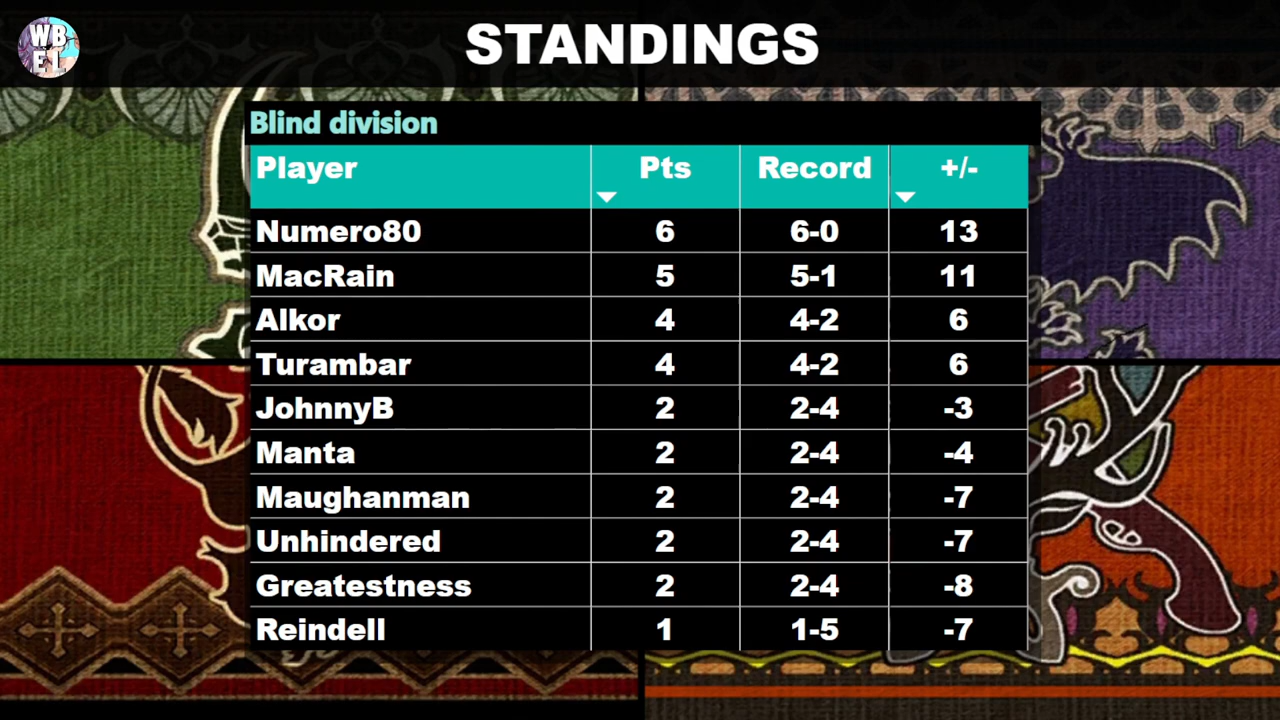 WB
EL
STANDINGS
Blind division
Player Pts Record +/-
Numero80 6 6-0 13
MacRain 5 5-1 11
Alkor 4 4-2 6
Turambar 4 4-2 6
JohnnyB 2 2-4 -3
Manta 2 2-4 -4
Maughanman 2 2-4 -7
Unhindered 2 2-4 -7
Greatestness 2 2-4 -8
Reindell 1 1-5 -7